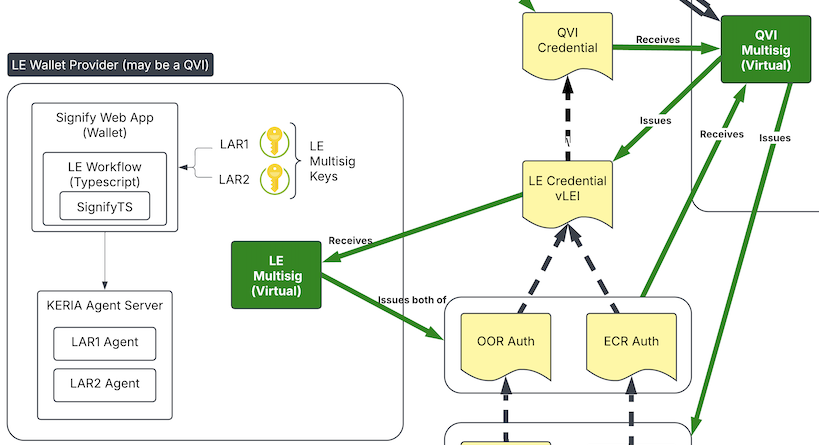 QVI
Credential
Receives
QVI
Multisig
(Virtual)
LE Wallet Provider (may be a QVI)
Signify Web App
(Wallet)
LE Workflow
(Typescript)
SignifyTS
LAR1
LAR2
LE
Multisig
Keys
Issues
Receives
Issues
LE Credential
vLEI
Receives
LE
Multisig
(Virtual)
Issues both of
KERIA Agent Server
LAR1 Agent
LAR2 Agent
OOR Auth
ECR Auth